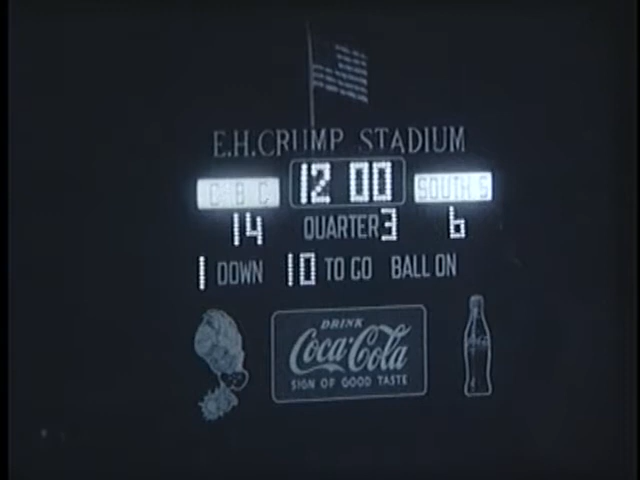 E.H.CRUMP STADIUM
C B C 12 00 SOUTH S
14 QUARTER 3 6
1 DOWN 10 TO GO BALL ON
DRINK
Coca-Cola
SIGN OF GOOD TASTE